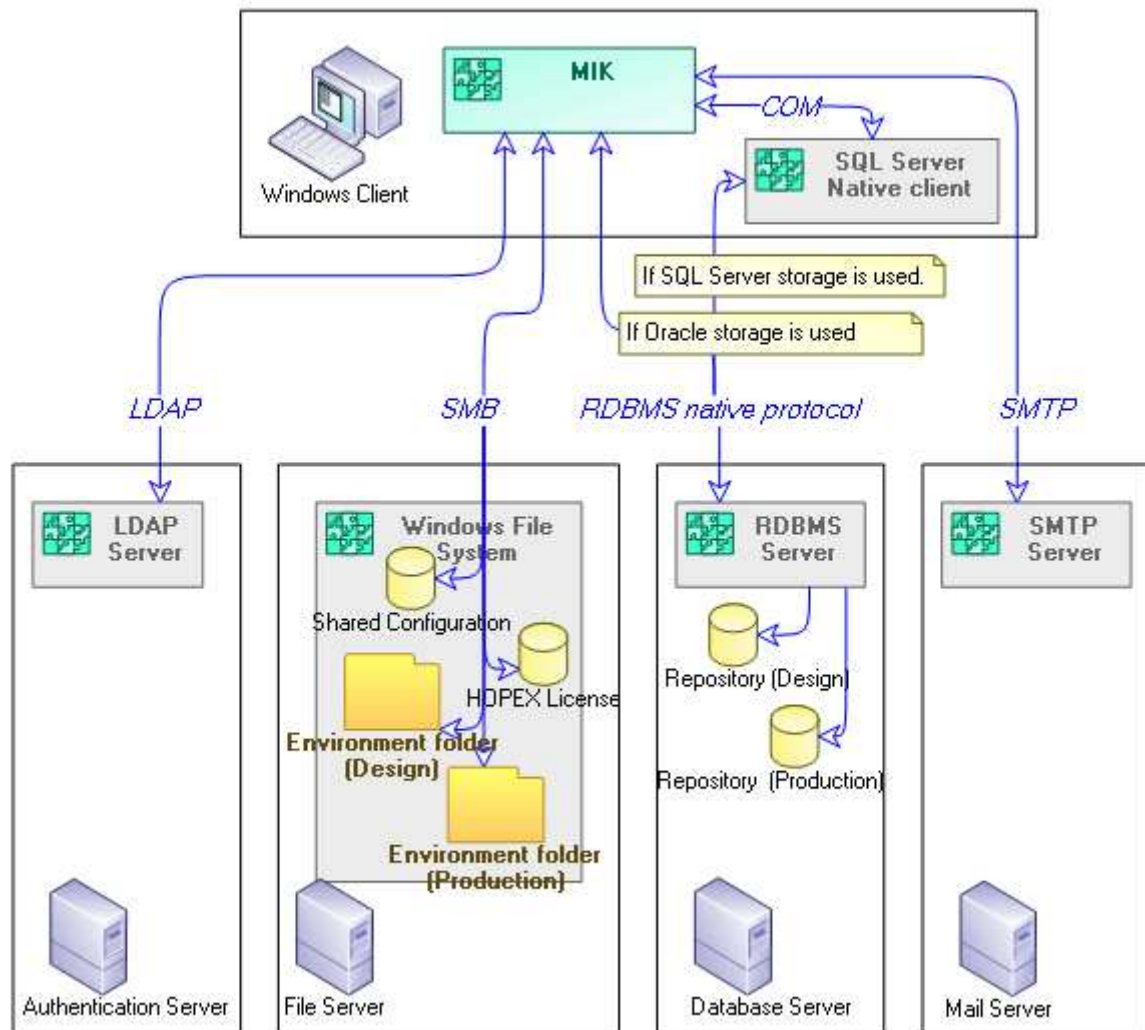 MIK
COM
SQL Server
Native client
Windows Client
If SQL Server storage is used.
If Oracle storage is used
LDAP
SMB
RDBMS native protocol
SMTP
LDAP
Server
Windows File
System
Shared Configuration
HOPEX License
Environment folder
(Design)
Environment folder
(Production)
RDBMS
Server
Repository (Design)
Repository (Production)
SMTP
Server
Authentication Server
File Server
Database Server
Mail Server